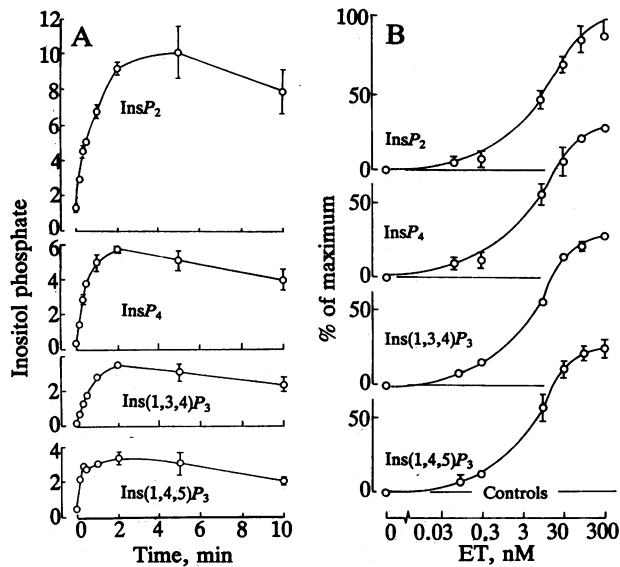 A
Inositol phosphate
12
10
8
6
4
2
0
InsP2
6
4
2
0
InsP4
2
0
Ins(1,3,4)P3
4
2
0
Ins(1,4,5)P3
0 2 4 6 8 10
Time, min
B
% of maximum
100
50
0
InsP2
50
0
InsP4
50
0
Ins(1,3,4)P3
50
0
Ins(1,4,5)P3
Controls
0 0.03 0.3 3 30 300
ET, nM